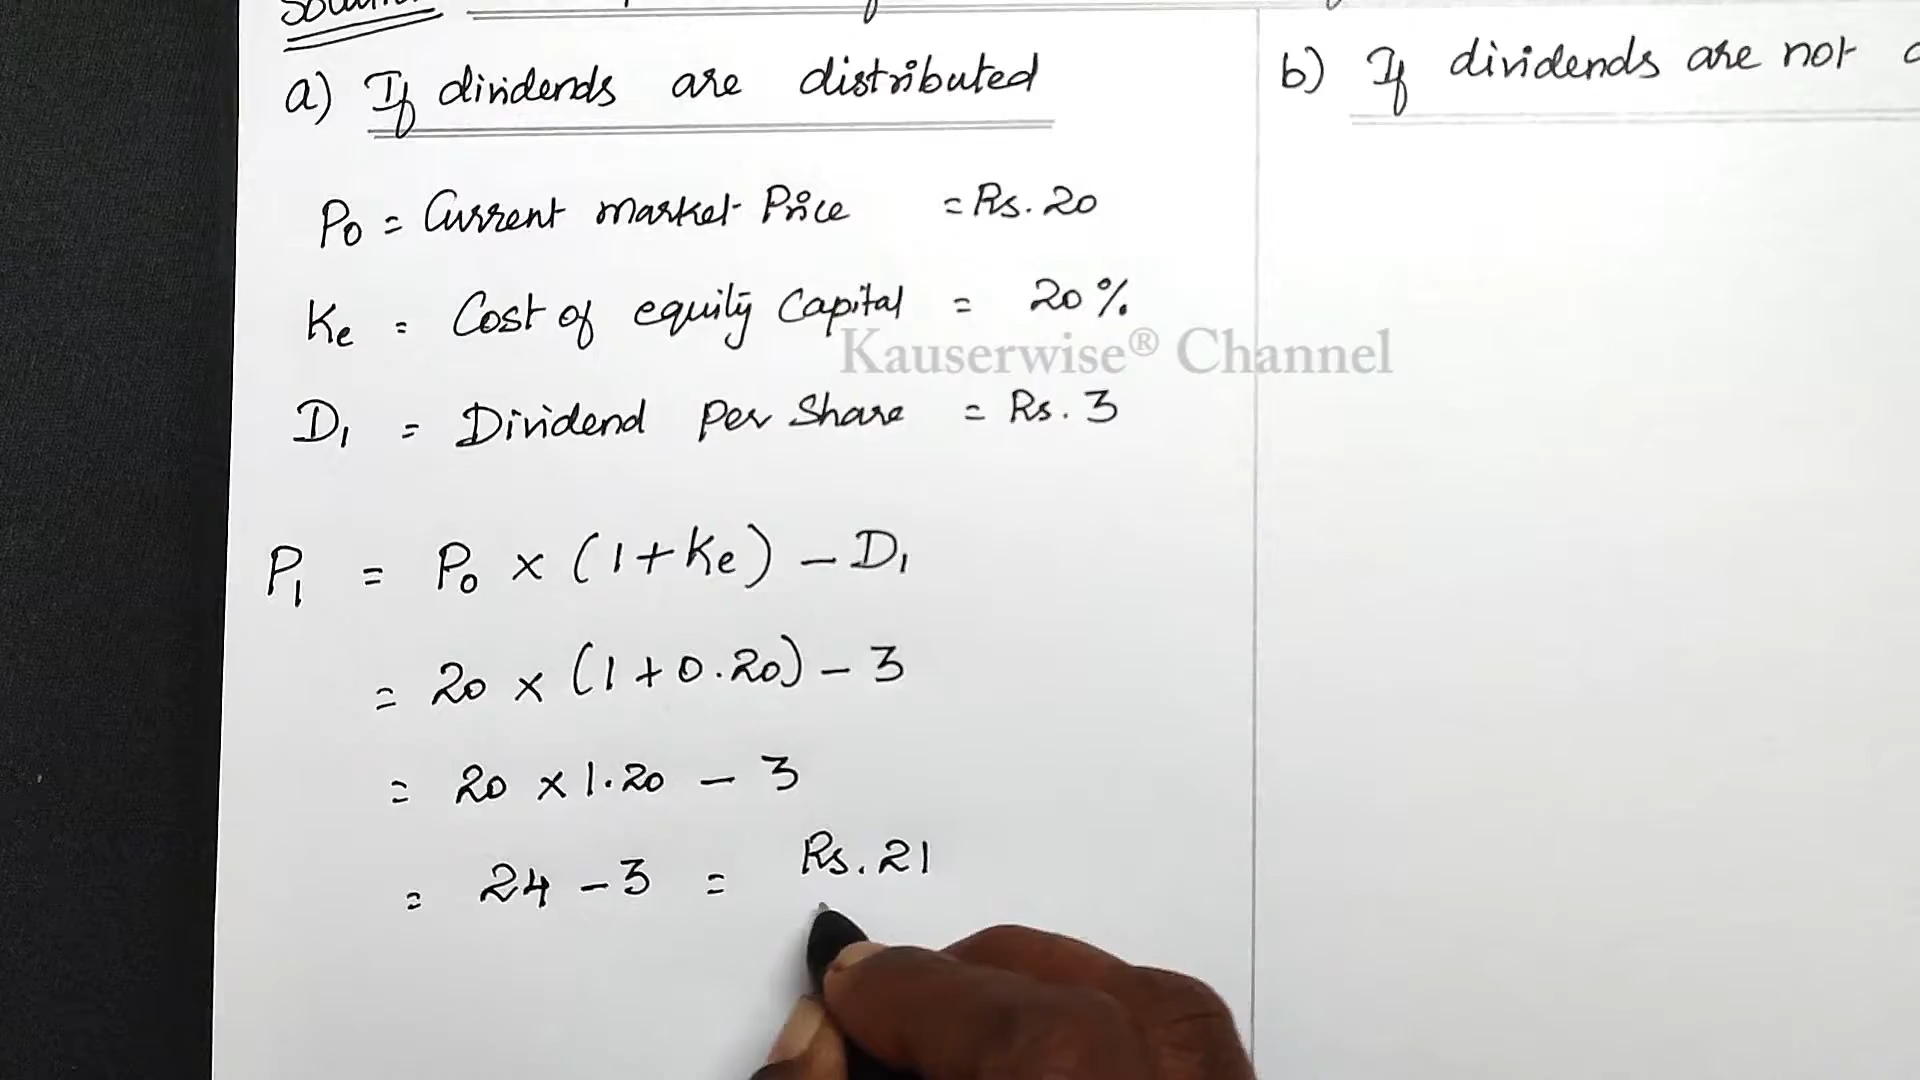 a) If dividends are distributed
P0 = Current market Price = Rs. 20
Ke = Cost of equity Capital = 20%
D1 = Dividend Per Share = Rs. 3
P1 = P0 × (1 + Ke) – D1
= 20 × (1 + 0.20) – 3
= 20 × 1.20 – 3
= 24 – 3 = Rs. 21
b) If dividends are not
Kauserwise® Channel